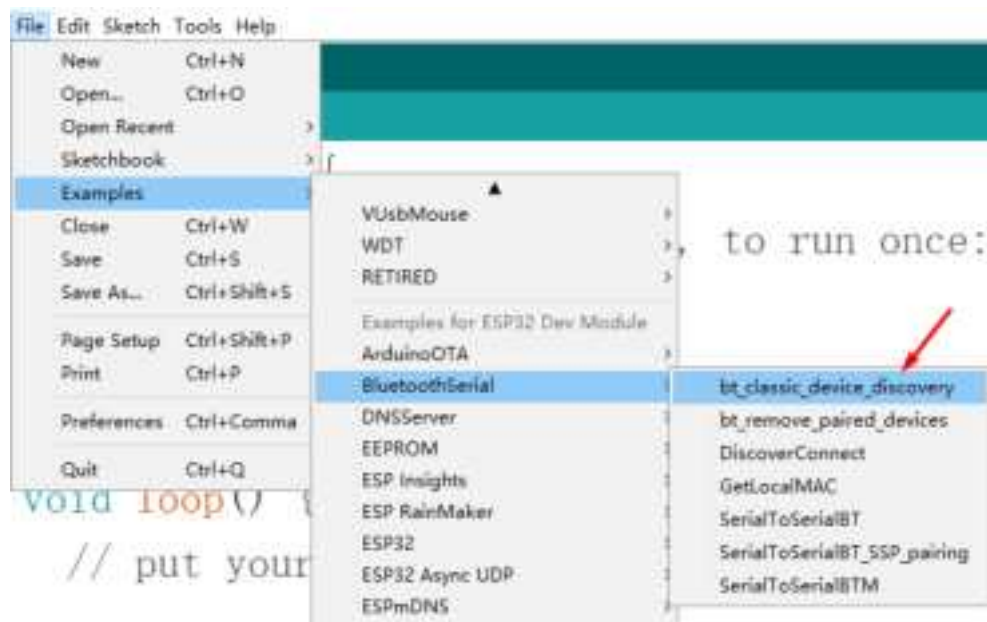 File Edit Sketch Tools Help
New Ctrl+N
Open... Ctrl+O
Open Recent
Sketchbook
Examples
Close Ctrl+W
Save Ctrl+S
Save As... Ctrl+Shift+S
Page Setup Ctrl+Shift+P
Print Ctrl+P
Preferences Ctrl+Comma
Quit Ctrl+Q
VUsbMouse
WDT
RETIRED
Examples for ESP32 Dev Module
ArduinoOTA
BluetoothSerial
DNSServer
EEPROM
ESP Insights
ESP RainMaker
ESP32
ESP32 Async UDP
ESPmDNS
bt_classic_device_discovery
bt_remove_paired_devices
DiscoverConnect
GetLocalMAC
SerialToSerialBT
SerialToSerialBT_SSP_pairing
SerialToSerialBTM
, to run once:
void loop() {
// put your